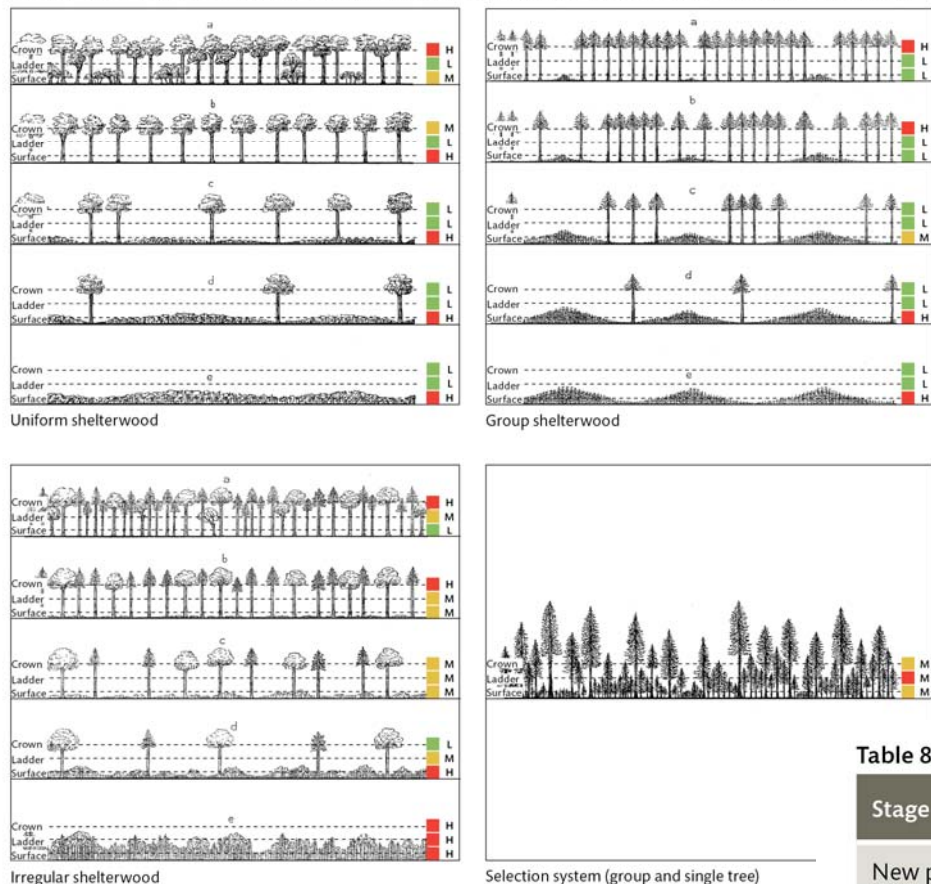 a
Crown H
Ladder L
Surface M
b
Crown M
Ladder L
Surface H
c
Crown L
Ladder L
Surface H
d
Crown L
Ladder L
Surface H
e
Crown L
Ladder L
Surface H
Uniform shelterwood
a
Crown H
Ladder L
Surface L
b
Crown H
Ladder L
Surface L
c
Crown L
Ladder L
Surface M
d
Crown L
Ladder L
Surface H
e
Crown L
Ladder L
Surface H
Group shelterwood
a
Crown H
Ladder M
Surface L
b
Crown H
Ladder M
Surface M
c
Crown M
Ladder M
Surface M
d
Crown L
Ladder M
Surface H
e
Crown H
Ladder H
Surface H
Irregular shelterwood
Crown M
Ladder M
Surface M
Selection system (group and single tree)
Table 8
Stage
New p